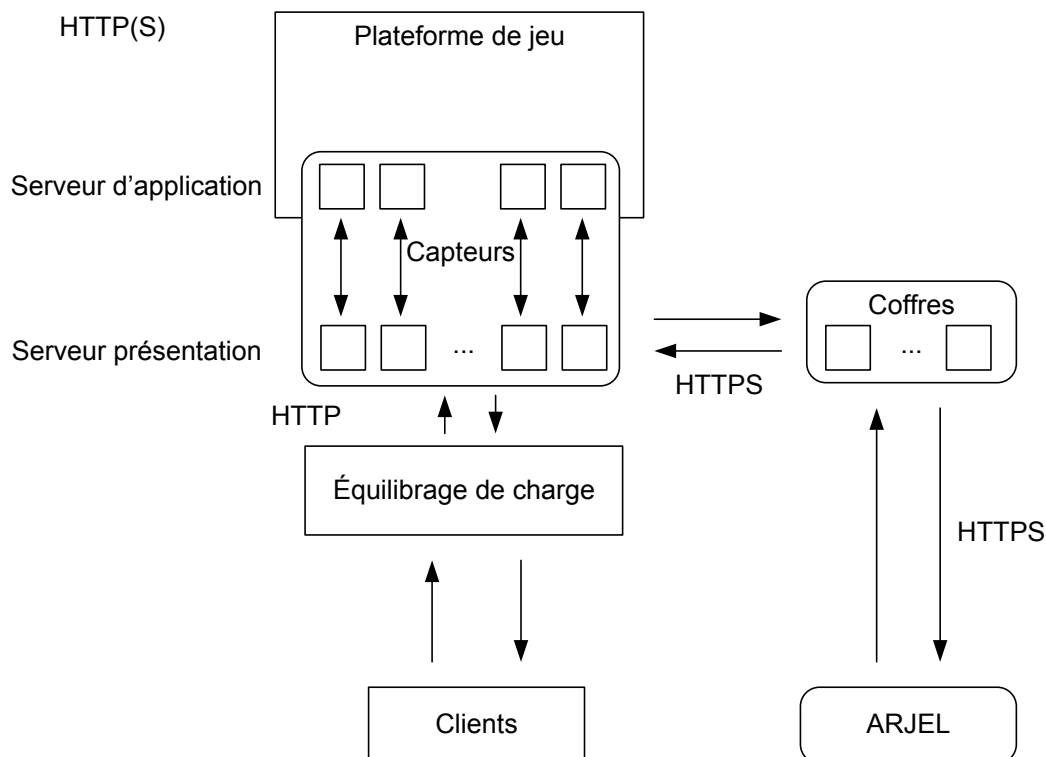 HTTP(S)
Plateforme de jeu
Serveur d’application
Capteurs
Coffres
Serveur présentation
...
...
HTTPS
HTTP
Équilibrage de charge
HTTPS
Clients
ARJEL